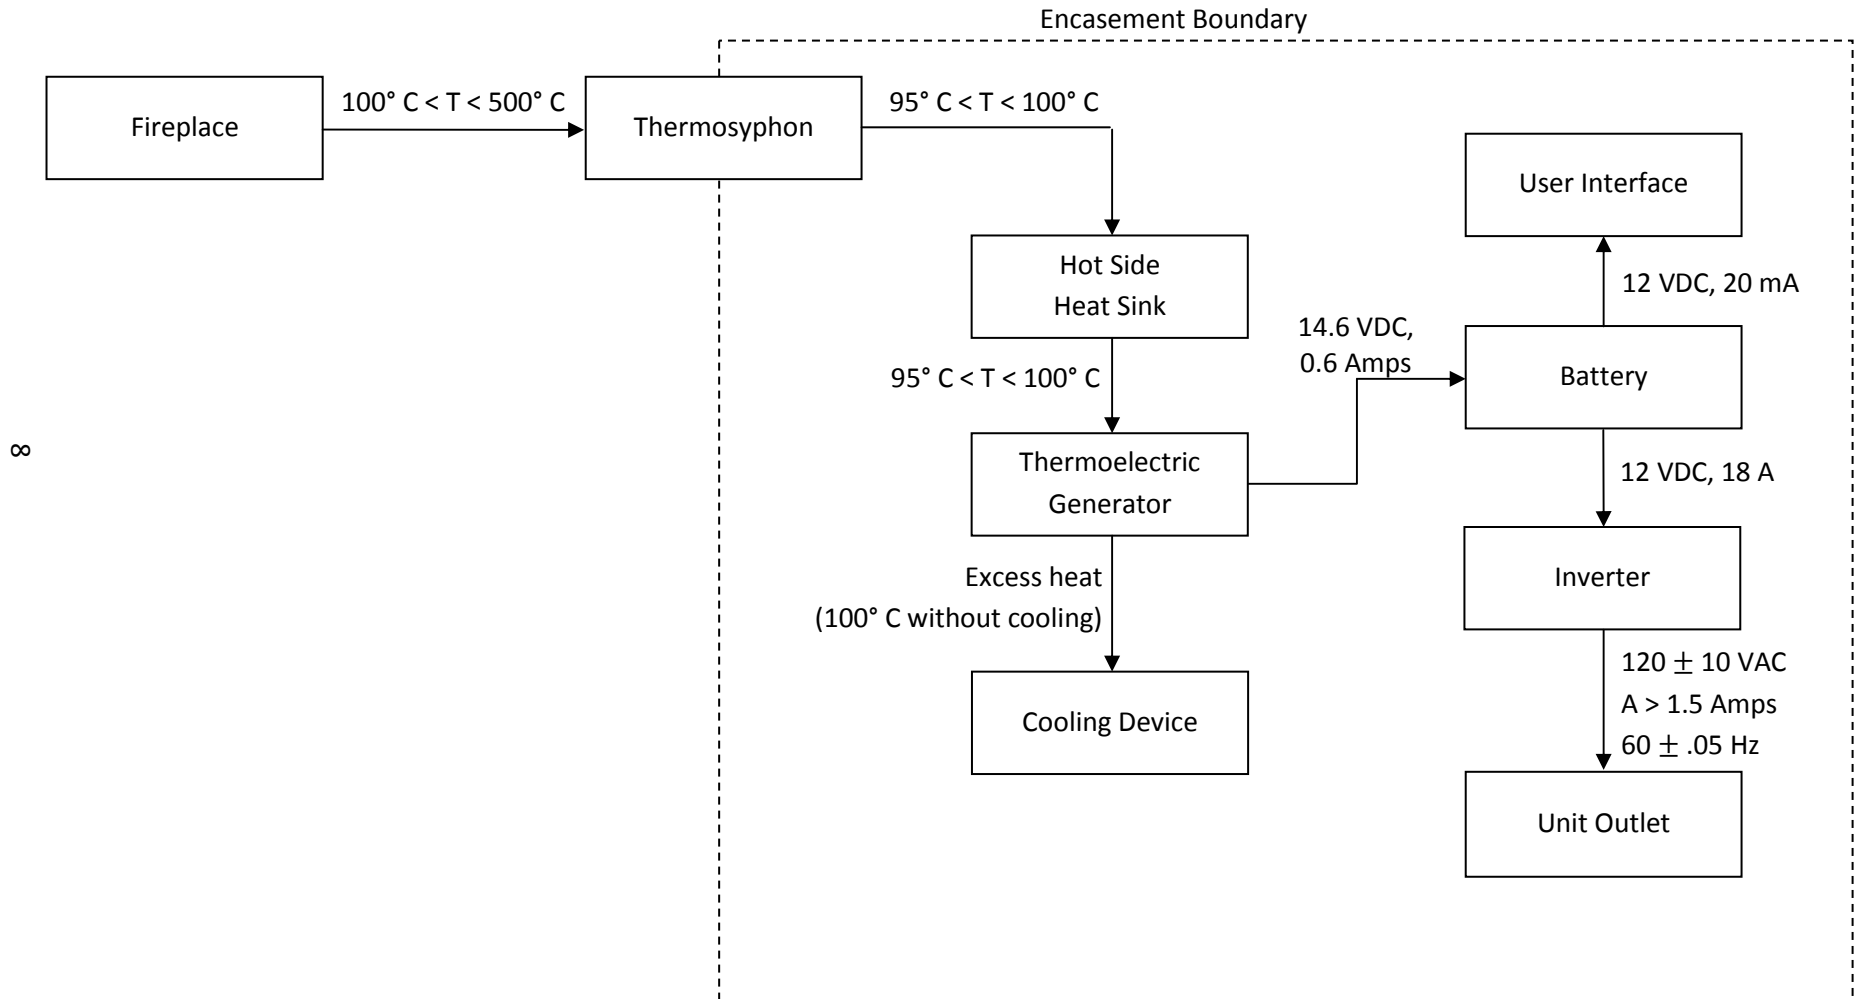 Encasement Boundary
Fireplace
100° C < T < 500° C
Thermosyphon
95° C < T < 100° C
Hot Side
Heat Sink
95° C < T < 100° C
Thermoelectric
Generator
Excess heat
(100° C without cooling)
Cooling Device
14.6 VDC,
0.6 Amps
User Interface
12 VDC, 20 mA
Battery
12 VDC, 18 A
Inverter
120 ± 10 VAC
A > 1.5 Amps
60 ± .05 Hz
Unit Outlet
8